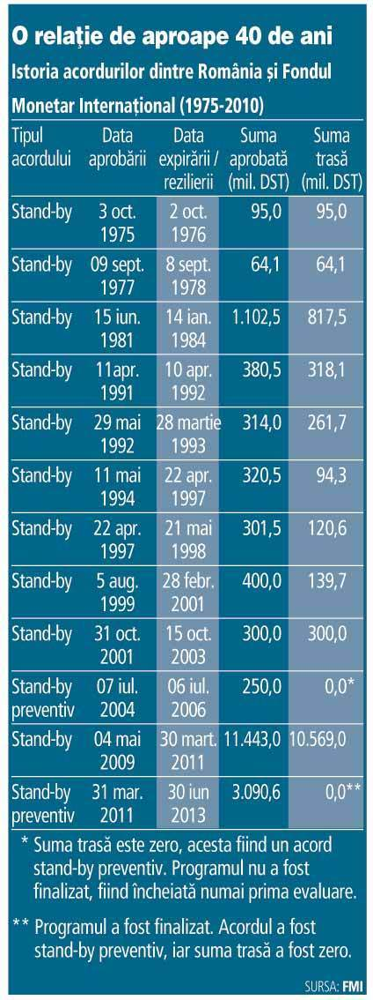 O relație de aproape 40 de ani
Istoria acordurilor dintre România și Fondul
Monetar Internațional (1975-2010)
Tipul Data Data Suma Suma
acordului aprobării expirării / aprobată trasă
rezilierii (mil. DST) (mil. DST)
Stand-by 3 oct. 2 oct. 95,0 95,0
1975 1976
Stand-by 09 sept. 8 sept. 64,1 64,1
1977 1978
Stand-by 15 iun. 14 ian. 1.102,5 817,5
1981 1984
Stand-by 11apr. 10 apr. 380,5 318,1
1991 1992
Stand-by 29 mai 28 martie 314,0 261,7
1992 1993
Stand-by 11 mai 22 apr. 320,5 94,3
1994 1997
Stand-by 22 apr. 21 mai 301,5 120,6
1997 1998
Stand-by 5 aug. 28 febr. 400,0 139,7
1999 2001
Stand-by 31 oct. 15 oct. 300,0 300,0
2001 2003
Stand-by 07 iul. 06 iul. 250,0 0,0*
preventiv 2004 2006
Stand-by 04 mai 30 mart. 11.443,0 10.569,0
2009 2011
Stand-by 31 mar. 30 iun 3.090,6 0,0**
preventiv 2011 2013
* Suma trasă este zero, acesta fiind un acord
stand-by preventiv. Programul nu a fost
finalizat, fiind încheiată numai prima evaluare.
** Programul a fost finalizat. Acordul a fost
stand-by preventiv, iar suma trasă a fost zero.
SURSA: FMI